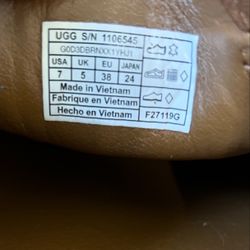 UGG S/N 1106545
G0D3DBRNXX1YHJ1
USA UK EU JAPAN
7 5 38 24
Made in Vietnam
Fabrique en Vietnam
Hecho en Vietnam
F27119G